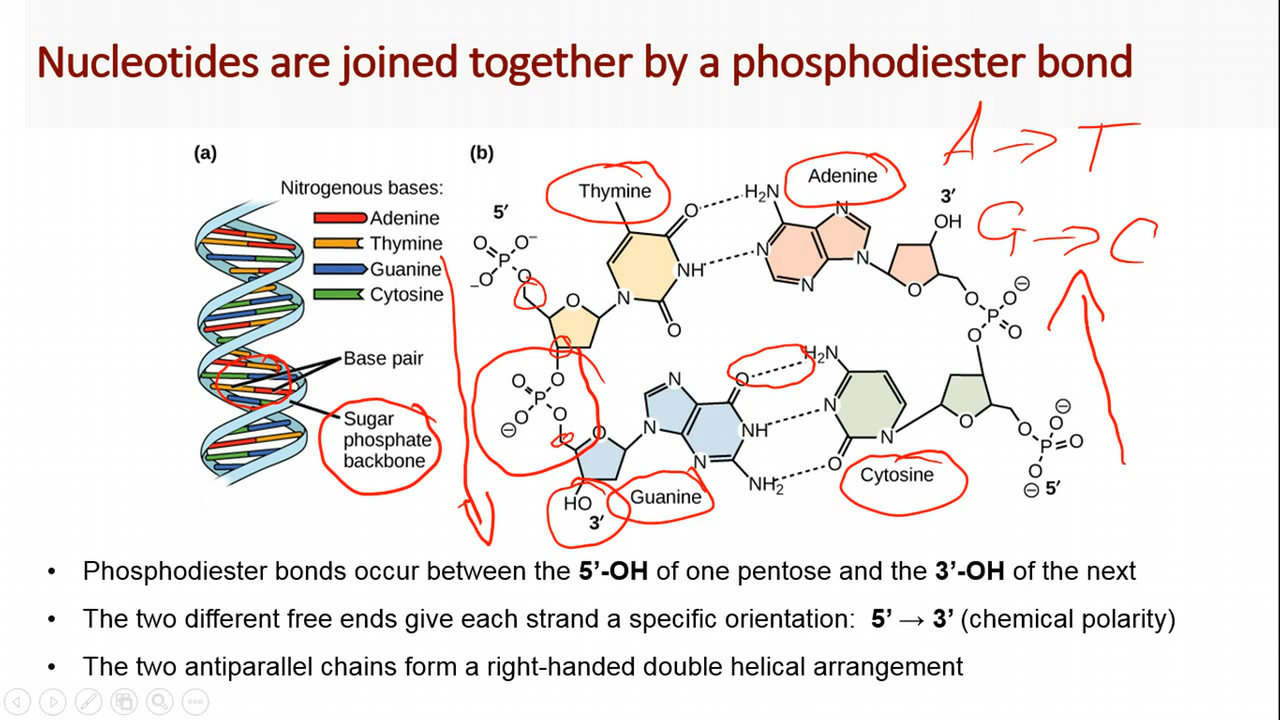 Nucleotides are joined together by a phosphodiester bond
A → T
G → C
(a)
Nitrogenous bases:
Adenine
Thymine
Guanine
Cytosine
Base pair
Sugar
phosphate
backbone
(b)
5′
Thymine
Adenine
3′
OH
H₂N
N
O
O
P
O⁻
⁻O
O
O
NH
N
N
N
N
O
O
O
O
P
O
⊖
O
O
O
P
O
O
⊖
O
N
O
NH
N
N
NH₂
H₂N
N
O
N
O
O
P
O
O
⊖
O
⊖ 5′
HO
3′
Guanine
Cytosine
• Phosphodiester bonds occur between the 5’-OH of one pentose and the 3’-OH of the next
• The two different free ends give each strand a specific orientation: 5’ → 3’ (chemical polarity)
• The two antiparallel chains form a right-handed double helical arrangement